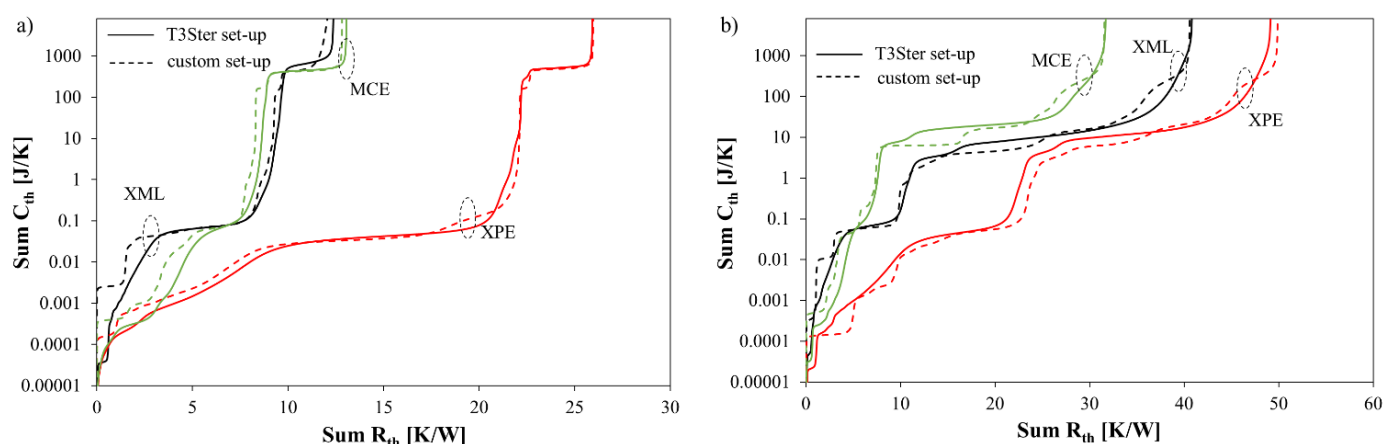 a)
T3Ster set-up
custom set-up
1000
100
10
1
0.1
0.01
0.001
0.0001
0.00001
Sum Cth [J/K]
MCE
XML
XPE
0 5 10 15 20 25 30
Sum Rth [K/W]
b)
T3Ster set-up
custom set-up
1000
100
10
1
0.1
0.01
0.001
0.0001
0.00001
Sum Cth [J/K]
MCE
XML
XPE
0 10 20 30 40 50 60
Sum Rth [K/W]